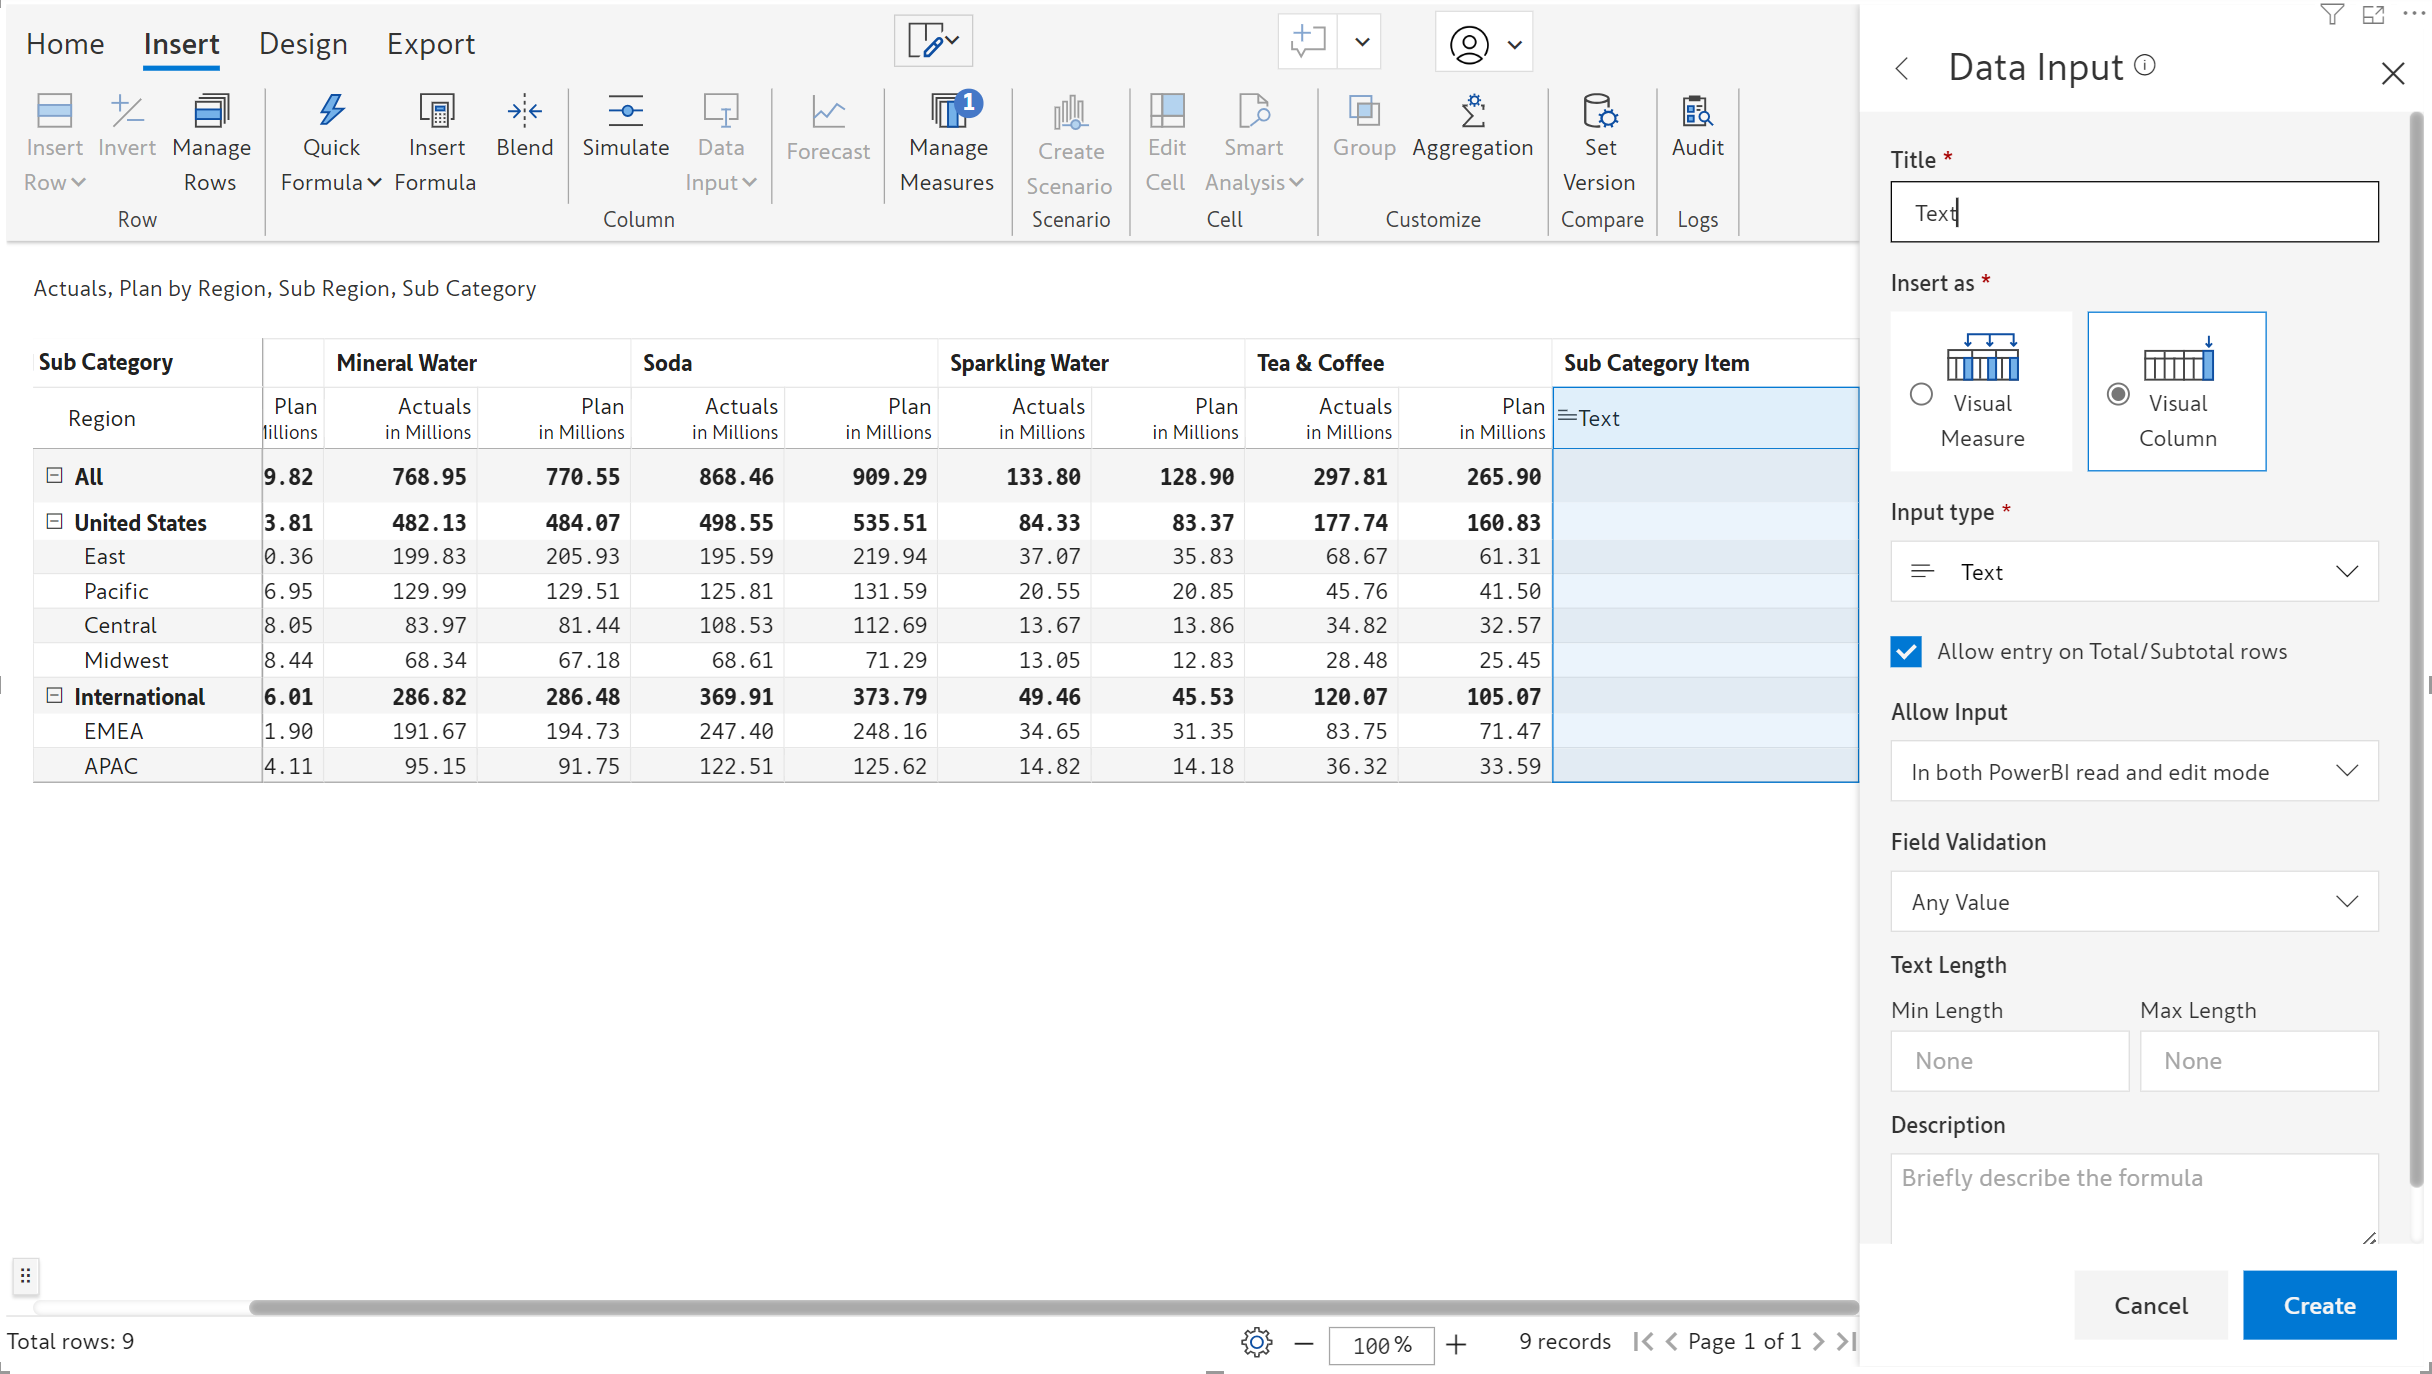 Home Insert Design Export
Insert Row
Invert
Manage Rows
Row
Quick Formula
Insert Formula
Blend
Simulate
Data Input
Column
Forecast
Manage Measures
1
Create Scenario
Scenario
Edit Cell
Smart Analysis
Cell
Group
Aggregation
Customize
Set Version
Compare
Audit
Logs
Actuals, Plan by Region, Sub Region, Sub Category
Sub Category Mineral Water Soda Sparkling Water Tea & Coffee Sub Category Item
Region Plan Actuals Plan Actuals Plan Actuals Plan Actuals Plan Text
in Millions in Millions in Millions in Millions in Millions in Millions in Millions in Millions
All 9.82 768.95 770.55 868.46 909.29 133.80 128.90 297.81 265.90
United States 3.81 482.13 484.07 498.55 535.51 84.33 83.37 177.74 160.83
East 0.36 199.83 205.93 195.59 219.94 37.07 35.83 68.67 61.31
Pacific 6.95 129.99 129.51 125.81 131.59 20.55 20.85 45.76 41.50
Central 8.05 83.97 81.44 108.53 112.69 13.67 13.86 34.82 32.57
Midwest 8.44 68.34 67.18 68.61 71.29 13.05 12.83 28.48 25.45
International 6.01 286.82 286.48 369.91 373.79 49.46 45.53 120.07 105.07
EMEA 1.90 191.67 194.73 247.40 248.16 34.65 31.35 83.75 71.47
APAC 4.11 95.15 91.75 122.51 125.62 14.82 14.18 36.32 33.59
Total rows: 9
100%
9 records
Page 1 of 1
Data Input
Title *
Text
Insert as *
Visual Measure
Visual Column
Input type *
Text
Allow entry on Total/Subtotal rows
Allow Input
In both PowerBI read and edit mode
Field Validation
Any Value
Text Length
Min Length Max Length
None None
Description
Briefly describe the formula
Cancel Create